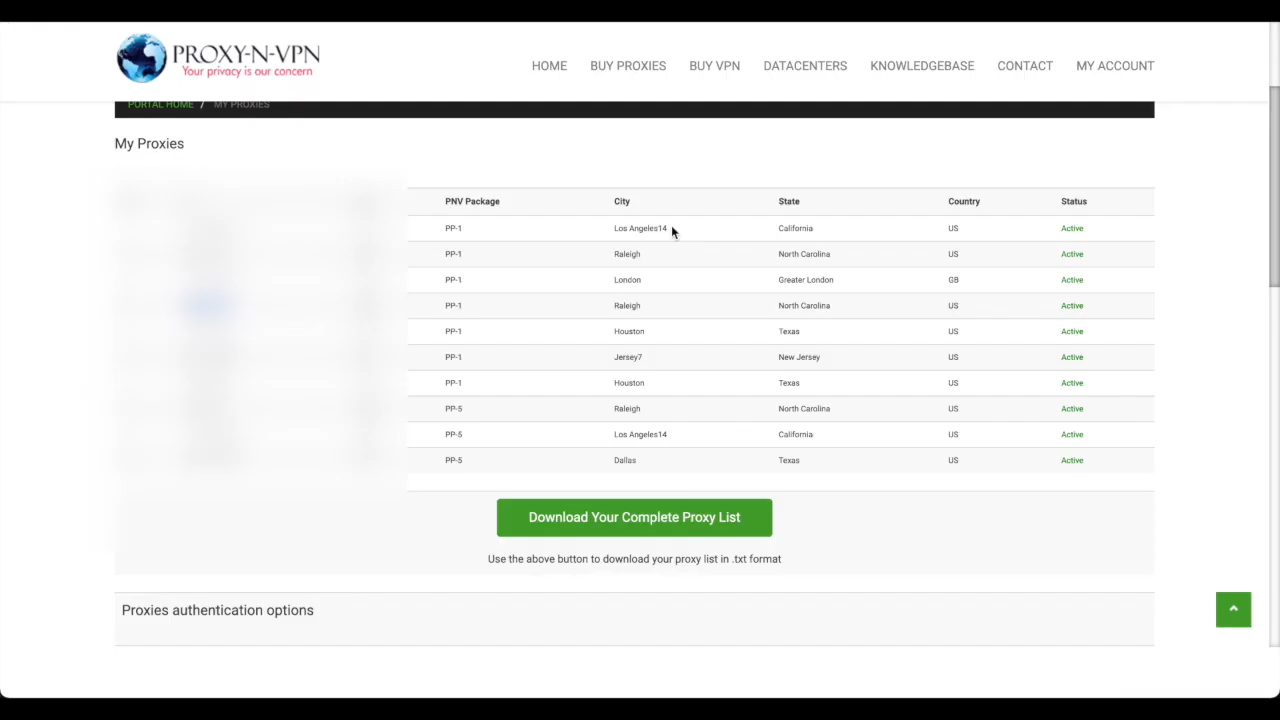 PROXY-N-VPN
Your privacy is our concern
HOME BUY PROXIES BUY VPN DATACENTERS KNOWLEDGEBASE CONTACT MY ACCOUNT
PORTAL HOME / MY PROXIES
My Proxies
PNV Package City State Country Status
PP-1 Los Angeles14 California US Active
PP-1 Raleigh North Carolina US Active
PP-1 London Greater London GB Active
PP-1 Raleigh North Carolina US Active
PP-1 Houston Texas US Active
PP-1 Jersey7 New Jersey US Active
PP-1 Houston Texas US Active
PP-5 Raleigh North Carolina US Active
PP-5 Los Angeles14 California US Active
PP-5 Dallas Texas US Active
Download Your Complete Proxy List
Use the above button to download your proxy list in .txt format
Proxies authentication options